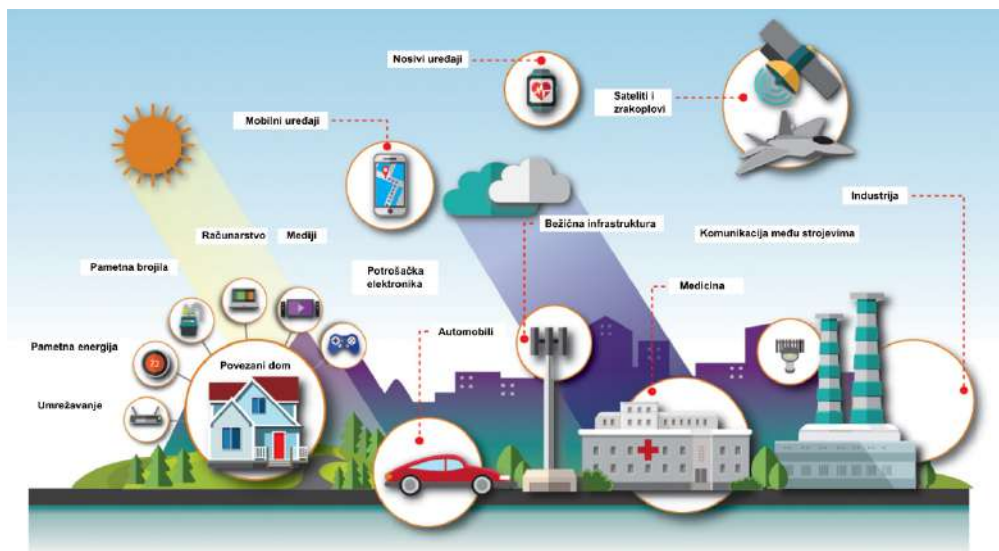 Nosivi uređaji
Sateliti i
zrakoplovi
Mobilni uređaji
Industrija
Bežična infrastruktura
Komunikacija među strojevima
Računarstvo
Mediji
Pametna brojila
Potrošačka
elektronika
Medicina
Automobili
Pametna energija
Povezani dom
72
Umrežavanje